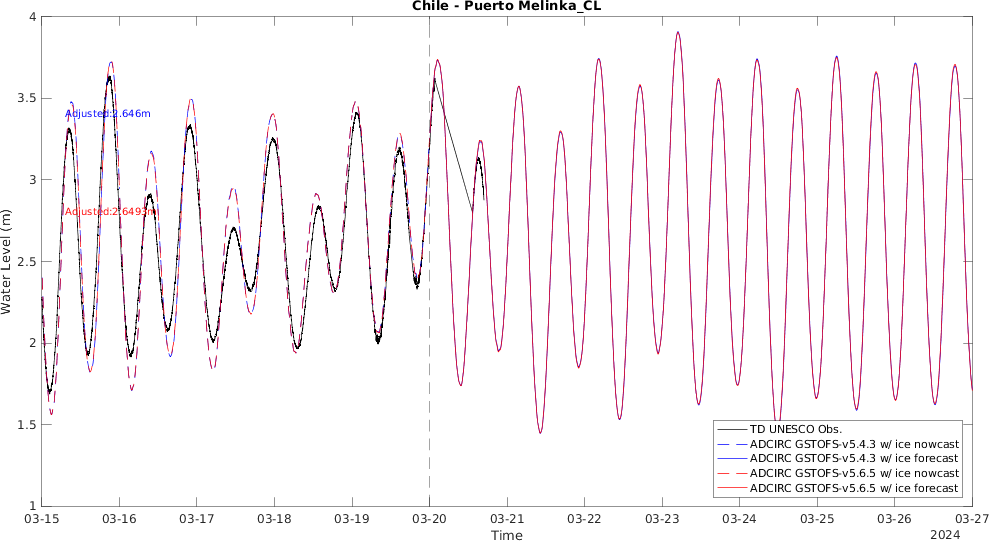 Chile - Puerto Melinka_CL
4
3.5
3
2.5
2
1.5
1
Water Level (m)
Adjusted:2.646m
Adjusted:2.6493m
TD UNESCO Obs.
ADCIRC GSTOFS-v5.4.3 w/ ice nowcast
ADCIRC GSTOFS-v5.4.3 w/ ice forecast
ADCIRC GSTOFS-v5.6.5 w/ ice nowcast
ADCIRC GSTOFS-v5.6.5 w/ ice forecast
03-15 03-16 03-17 03-18 03-19 03-20 03-21 03-22 03-23 03-24 03-25 03-26 03-27
Time
2024